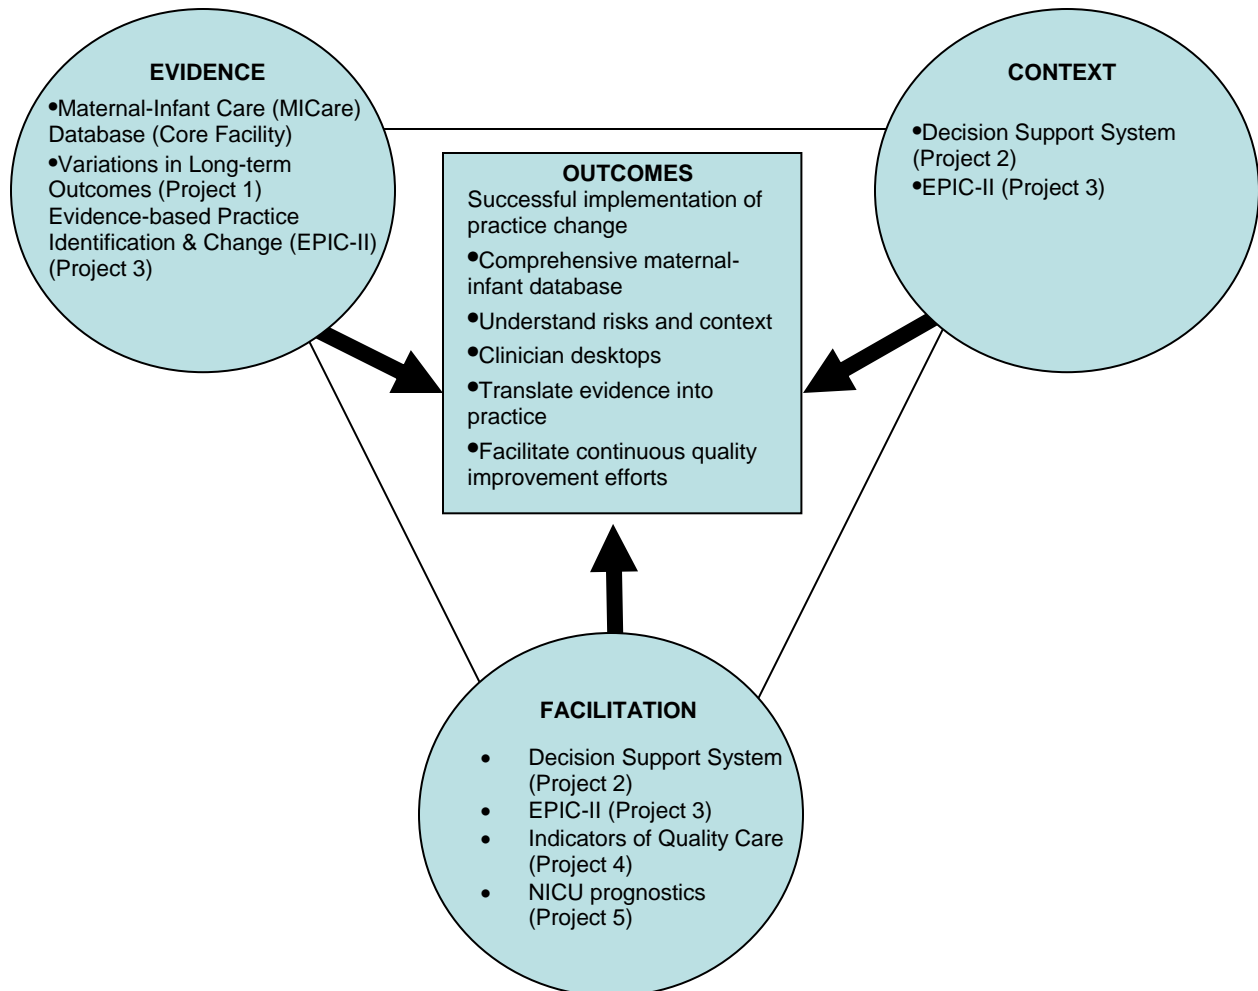 EVIDENCE
•Maternal-Infant Care (MICare)
Database (Core Facility)
•Variations in Long-term
Outcomes (Project 1)
Evidence-based Practice
Identification & Change (EPIC-II)
(Project 3)
CONTEXT
•Decision Support System
(Project 2)
•EPIC-II (Project 3)
OUTCOMES
Successful implementation of
practice change
•Comprehensive maternal-
infant database
•Understand risks and context
•Clinician desktops
•Translate evidence into
practice
•Facilitate continuous quality
improvement efforts
FACILITATION
• Decision Support System
(Project 2)
• EPIC-II (Project 3)
• Indicators of Quality Care
(Project 4)
• NICU prognostics
(Project 5)